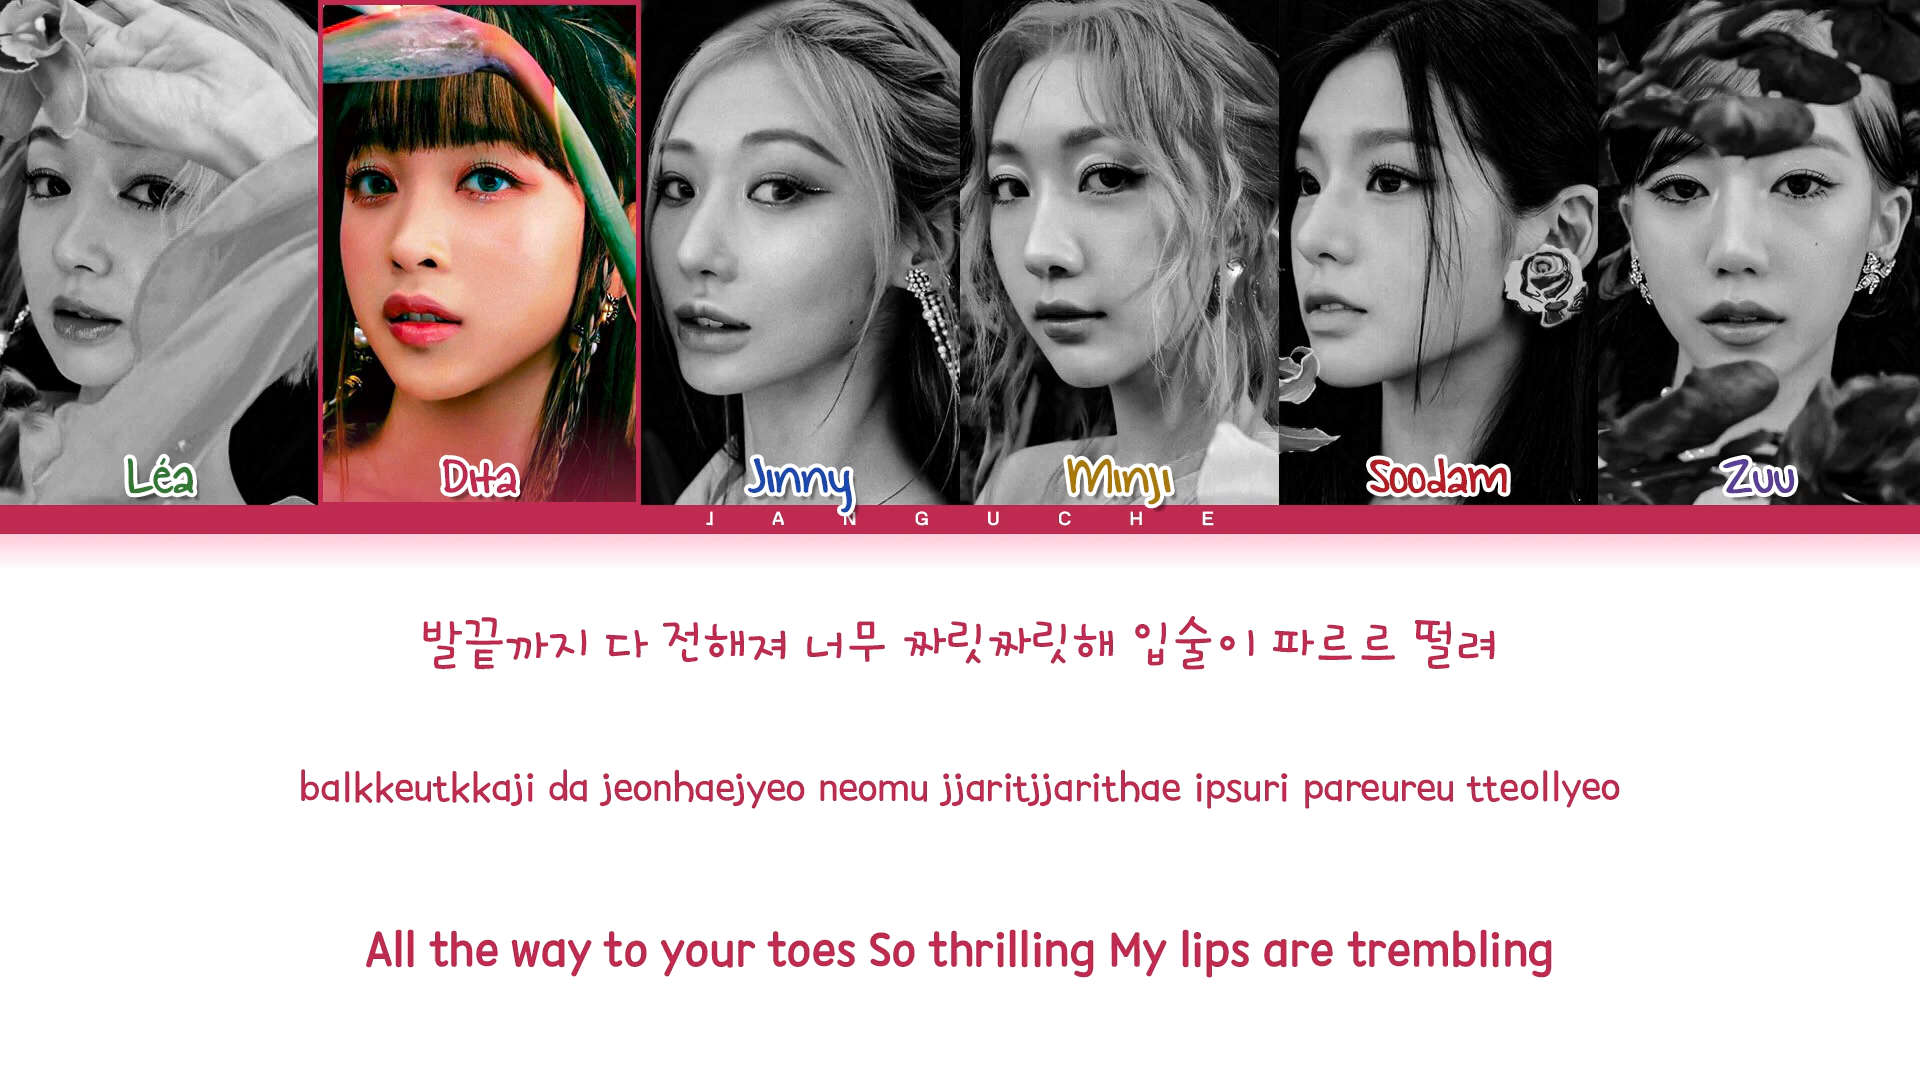 Léa Dita Jinny Minji Soodam Zuu
JANGUCHE
발끝까지 다 전해져 너무 짜릿짜릿해 입술이 파르르 떨려
balkkeutkkaji da jeonhaejyeo neomu jjaritjjarithae ipsuri pareureu tteollyeo
All the way to your toes So thrilling My lips are trembling